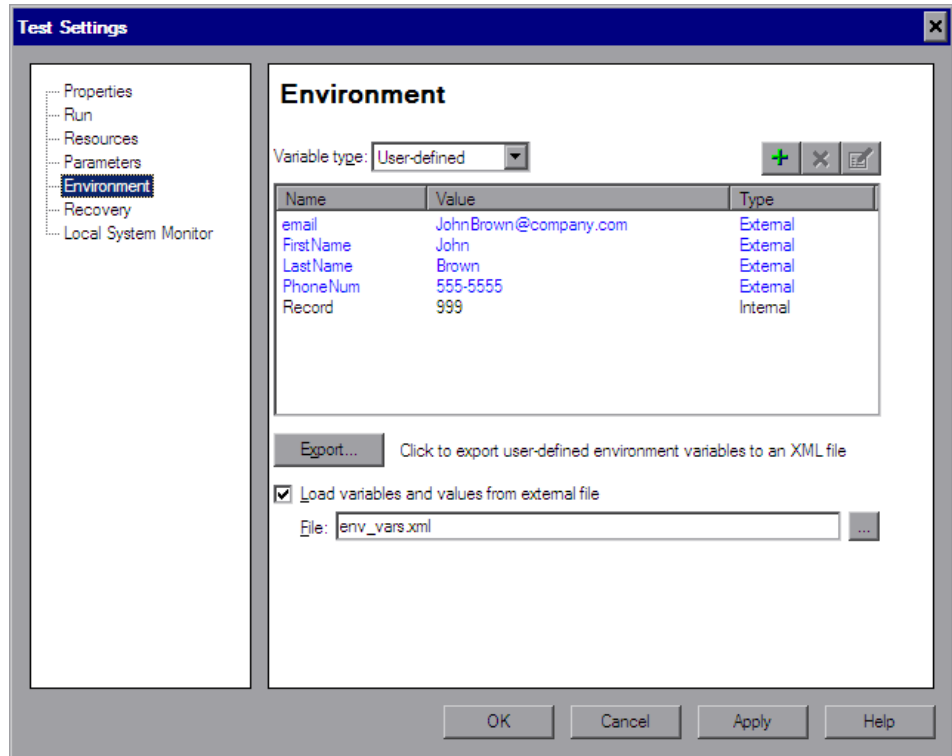 Test Settings
Properties
Run
Resources
Parameters
Environment
Recovery
Local System Monitor
Environment
Variable type: User-defined
Name Value Type
email JohnBrown@company.com External
FirstName John External
LastName Brown External
PhoneNum 555-5555 External
Record 999 Internal
Export... Click to export user-defined environment variables to an XML file
Load variables and values from external file
File: env_vars.xml ...
OK Cancel Apply Help